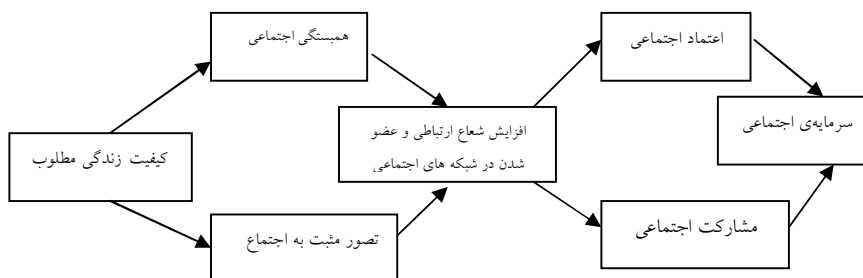 همبستگی اجتماعی
اعتماد اجتماعی
افزایش شعاع ارتباطی و عضو
شدن در شبکه های اجتماعی
سرمایه‌ی اجتماعی
کیفیت زندگی مطلوب
تصور مثبت به اجتماع
مشارکت اجتماعی